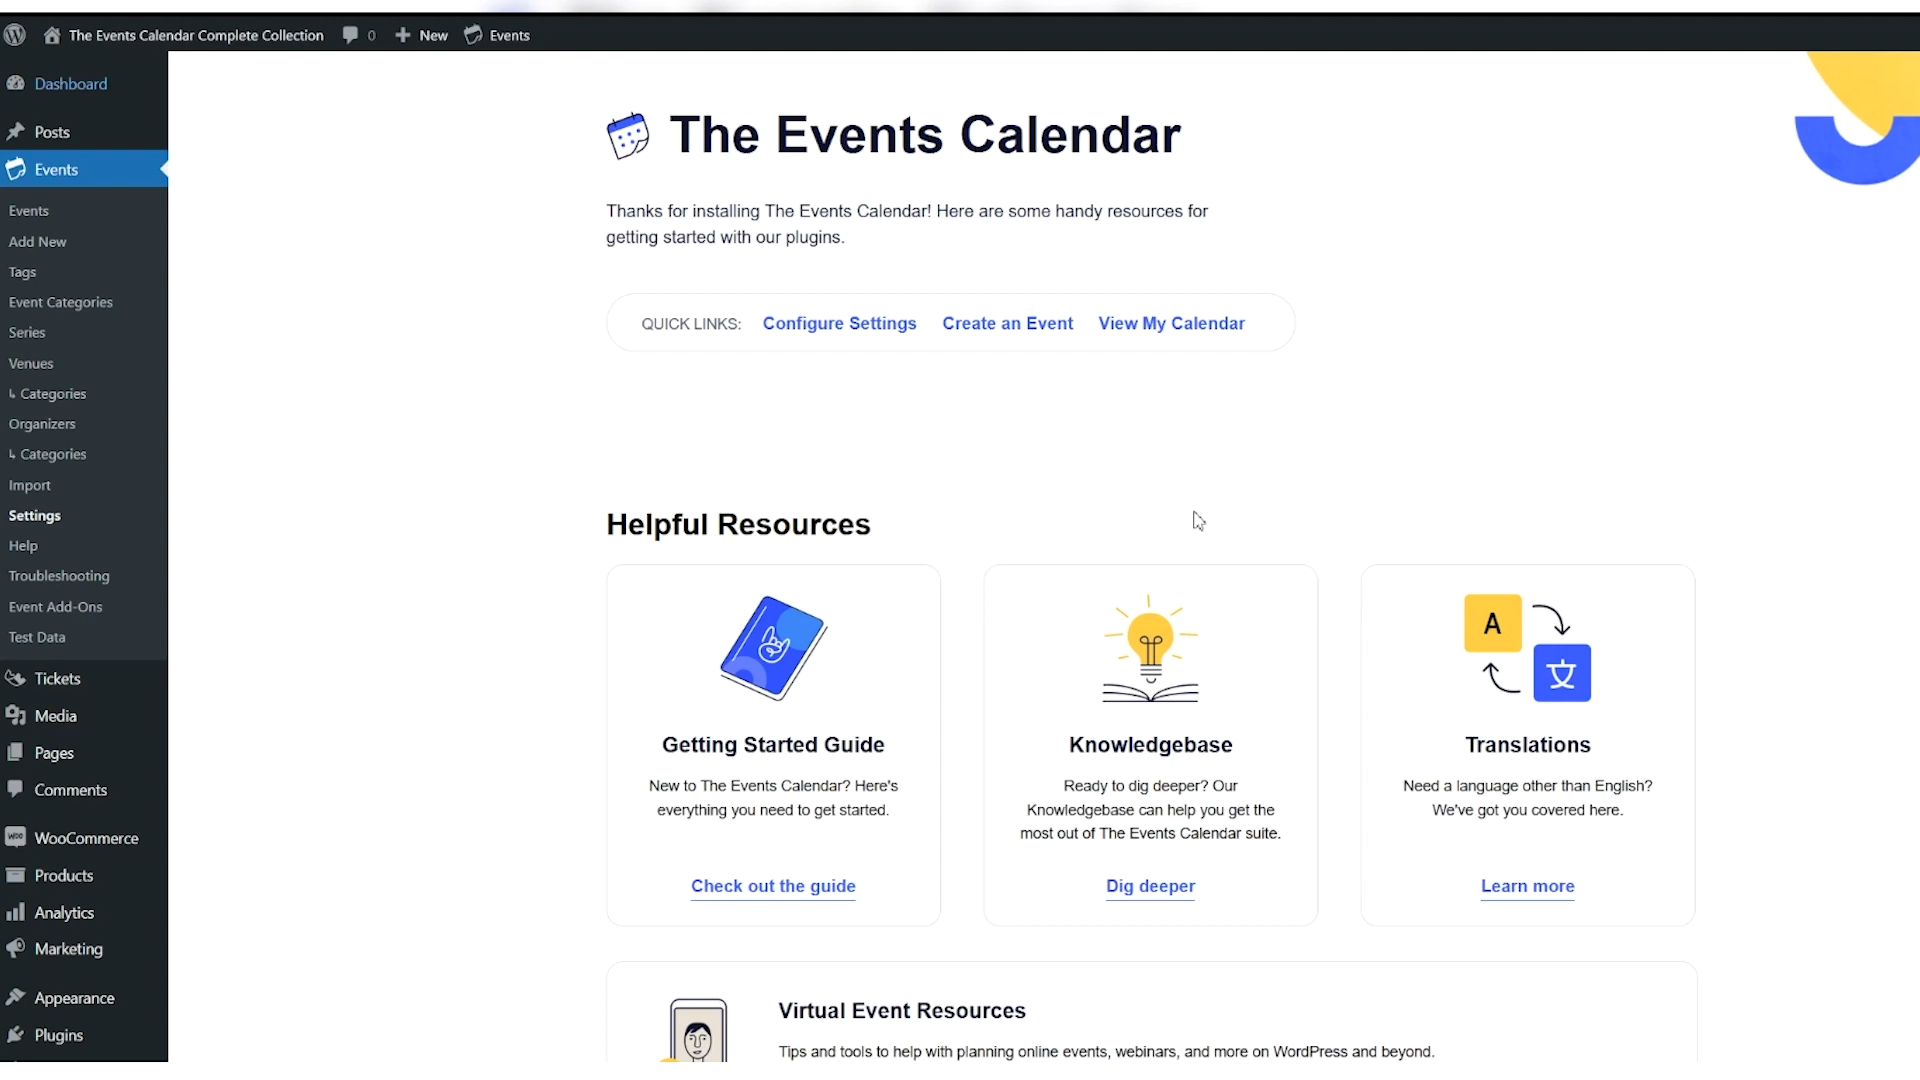 The Events Calendar Complete Collection 0 New Events
Dashboard
Posts
Events
Events
Add New
Tags
Event Categories
Series
Venues
↳ Categories
Organizers
↳ Categories
Import
Settings
Help
Troubleshooting
Event Add-Ons
Test Data
Tickets
Media
Pages
Comments
WooCommerce
Products
Analytics
Marketing
Appearance
Plugins
The Events Calendar
Thanks for installing The Events Calendar! Here are some handy resources for
getting started with our plugins.
QUICK LINKS: Configure Settings Create an Event View My Calendar
Helpful Resources
Getting Started Guide
New to The Events Calendar? Here's
everything you need to get started.
Check out the guide
Knowledgebase
Ready to dig deeper? Our
Knowledgebase can help you get the
most out of The Events Calendar suite.
Dig deeper
A
文
Translations
Need a language other than English?
We've got you covered here.
Learn more
Virtual Event Resources
Tips and tools to help with planning online events, webinars, and more on WordPress and beyond.